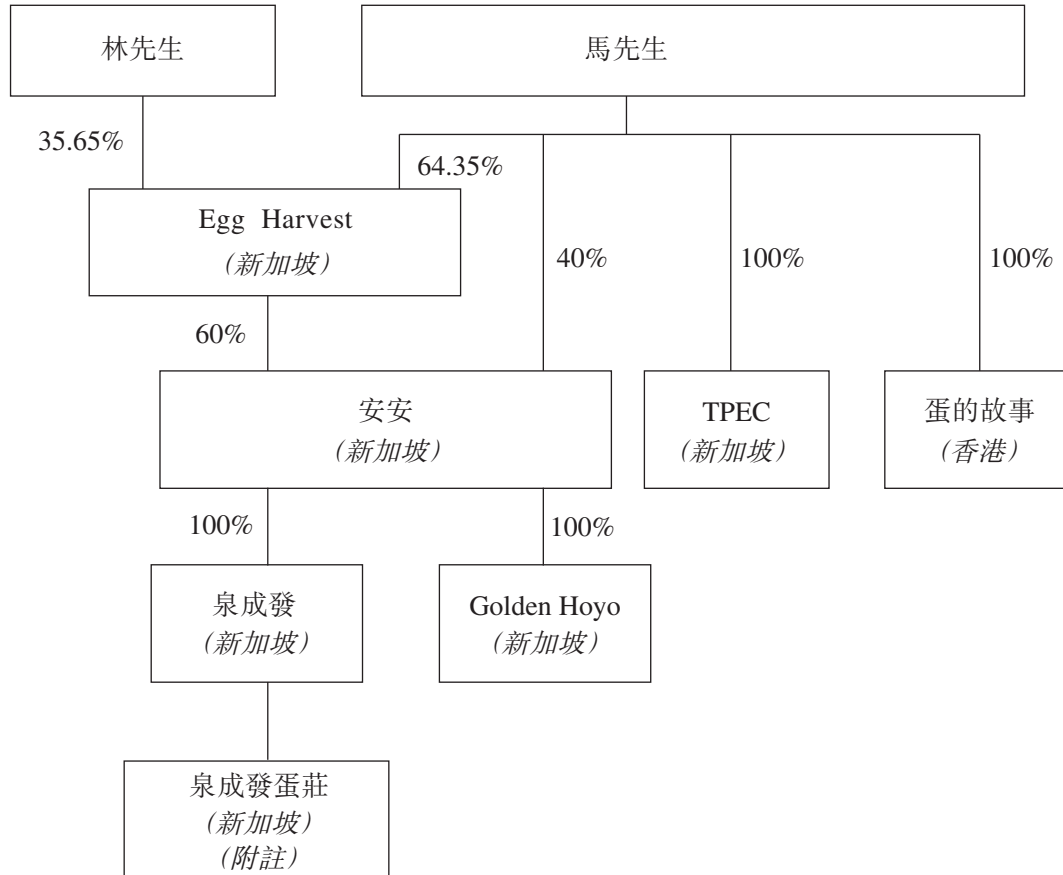 林先生
馬先生
35.65%
64.35%
Egg Harvest
(新加坡)
40%
100%
100%
60%
安安
(新加坡)
TPEC
(新加坡)
蛋的故事
(香港)
100%
100%
泉成發
(新加坡)
Golden Hoyo
(新加坡)
泉成發蛋莊
(新加坡)
(附註)